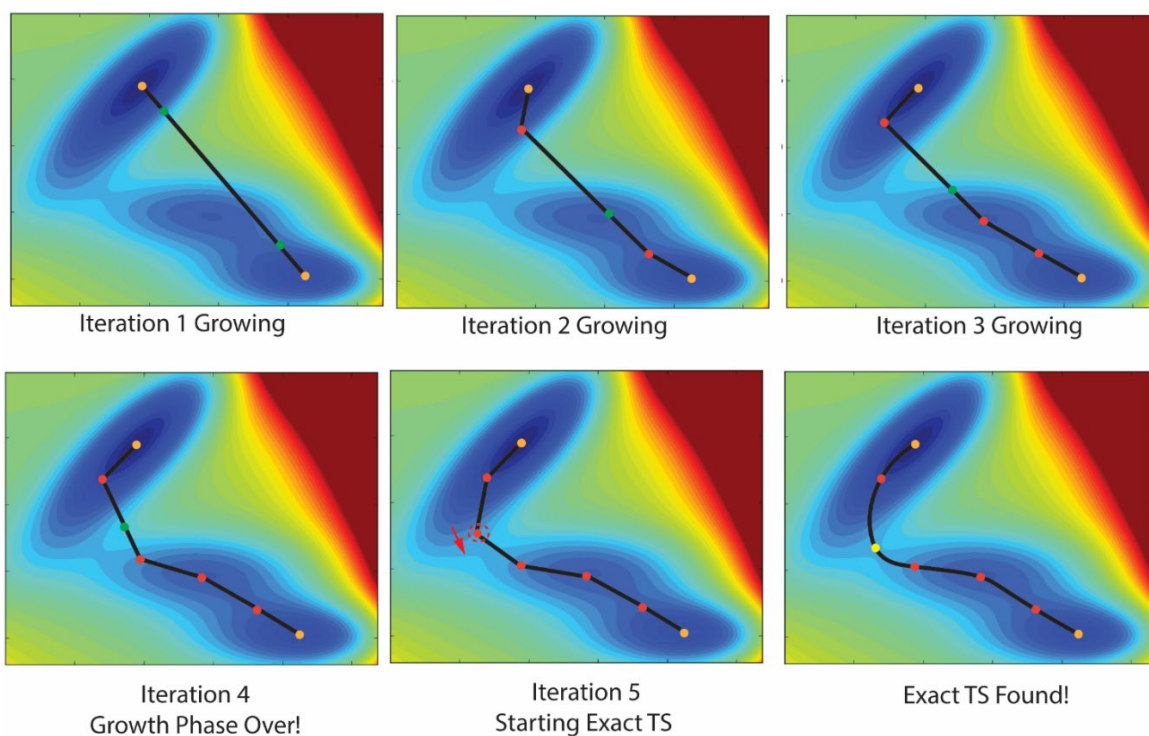 Iteration 1 Growing
Iteration 2 Growing
Iteration 3 Growing
Iteration 4
Growth Phase Over!
Iteration 5
Starting Exact TS
Exact TS Found!